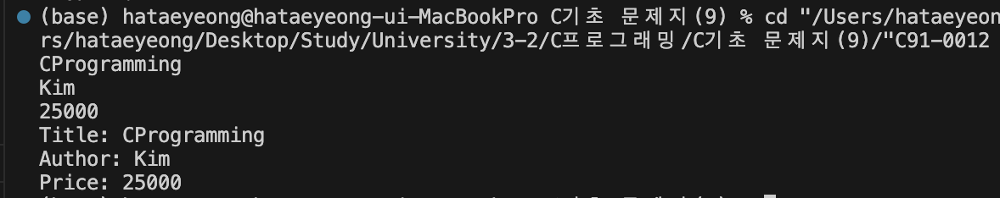 (base) hataeyeong@hataeyeong-ui-MacBookPro C기초 문제지(9) % cd "/Users/hataeyeon
rs/hataeyeong/Desktop/Study/University/3-2/C프로그래밍/C기초 문제지(9)/"C91-0012
CProgramming
Kim
25000
Title: CProgramming
Author: Kim
Price: 25000